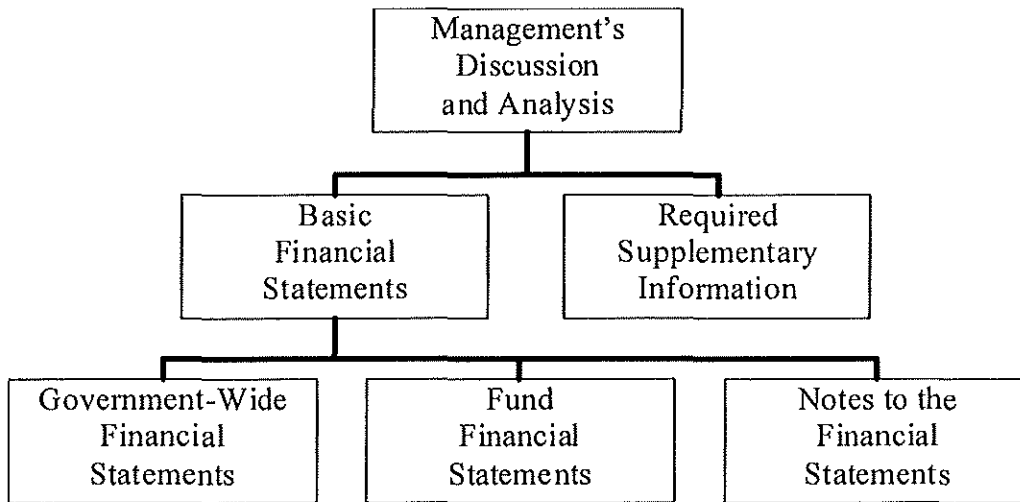 Management's
Discussion
and Analysis
Basic
Financial
Statements
Required
Supplementary
Information
Government-Wide
Financial
Statements
Fund
Financial
Statements
Notes to the
Financial
Statements